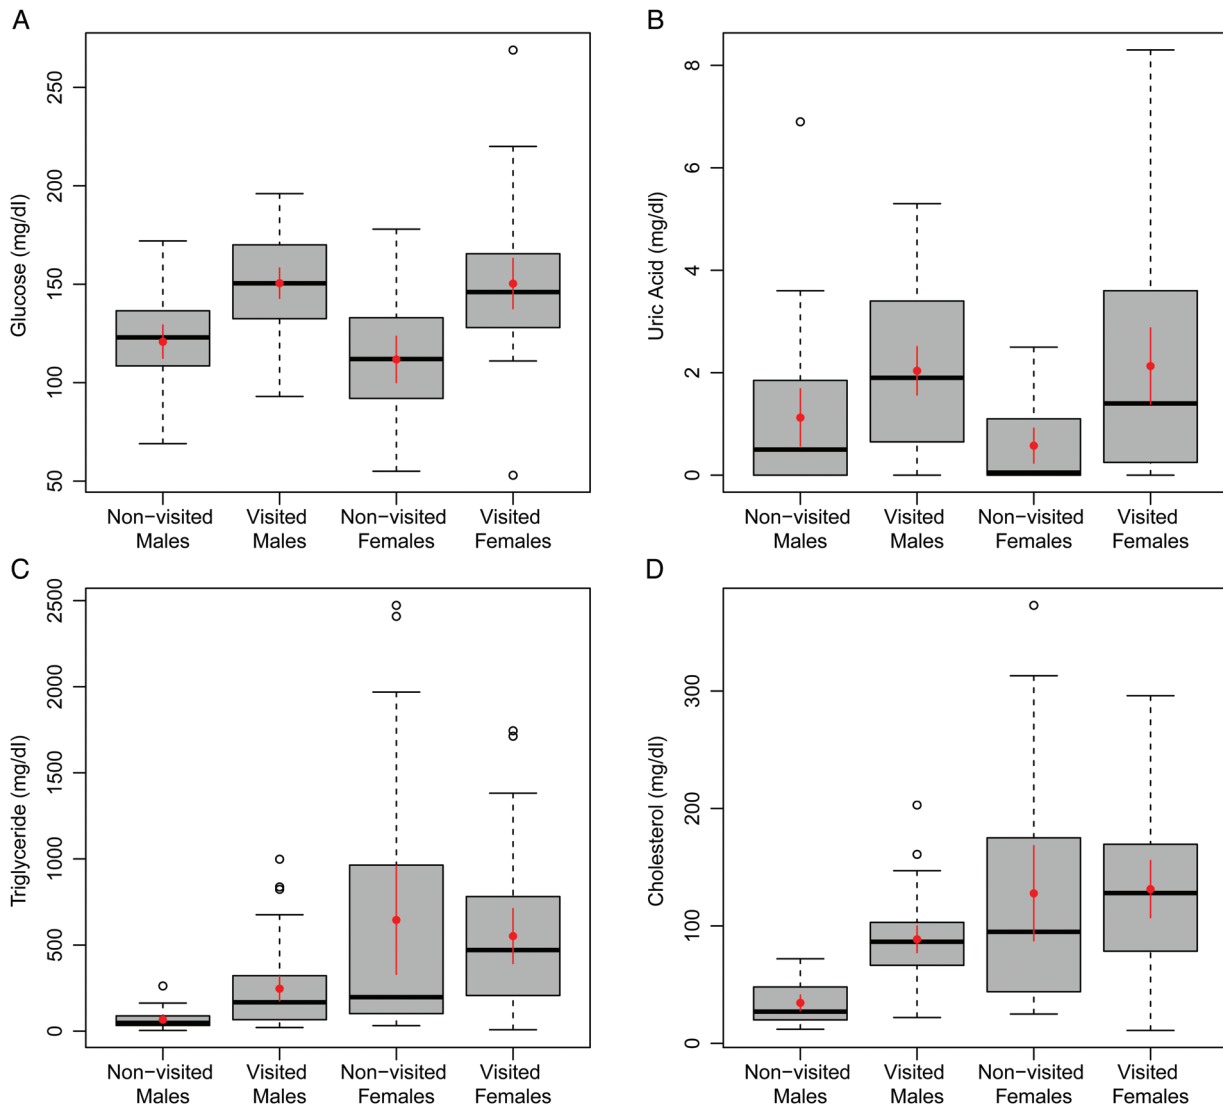 A
Glucose (mg/dl)
250
200
150
100
50
Non−visited Males
Visited Males
Non−visited Females
Visited Females
B
Uric Acid (mg/dl)
8
6
4
2
0
Non−visited Males
Visited Males
Non−visited Females
Visited Females
C
Triglyceride (mg/dl)
2500
2000
1500
1000
500
0
Non−visited Males
Visited Males
Non−visited Females
Visited Females
D
Cholesterol (mg/dl)
300
200
100
0
Non−visited Males
Visited Males
Non−visited Females
Visited Females